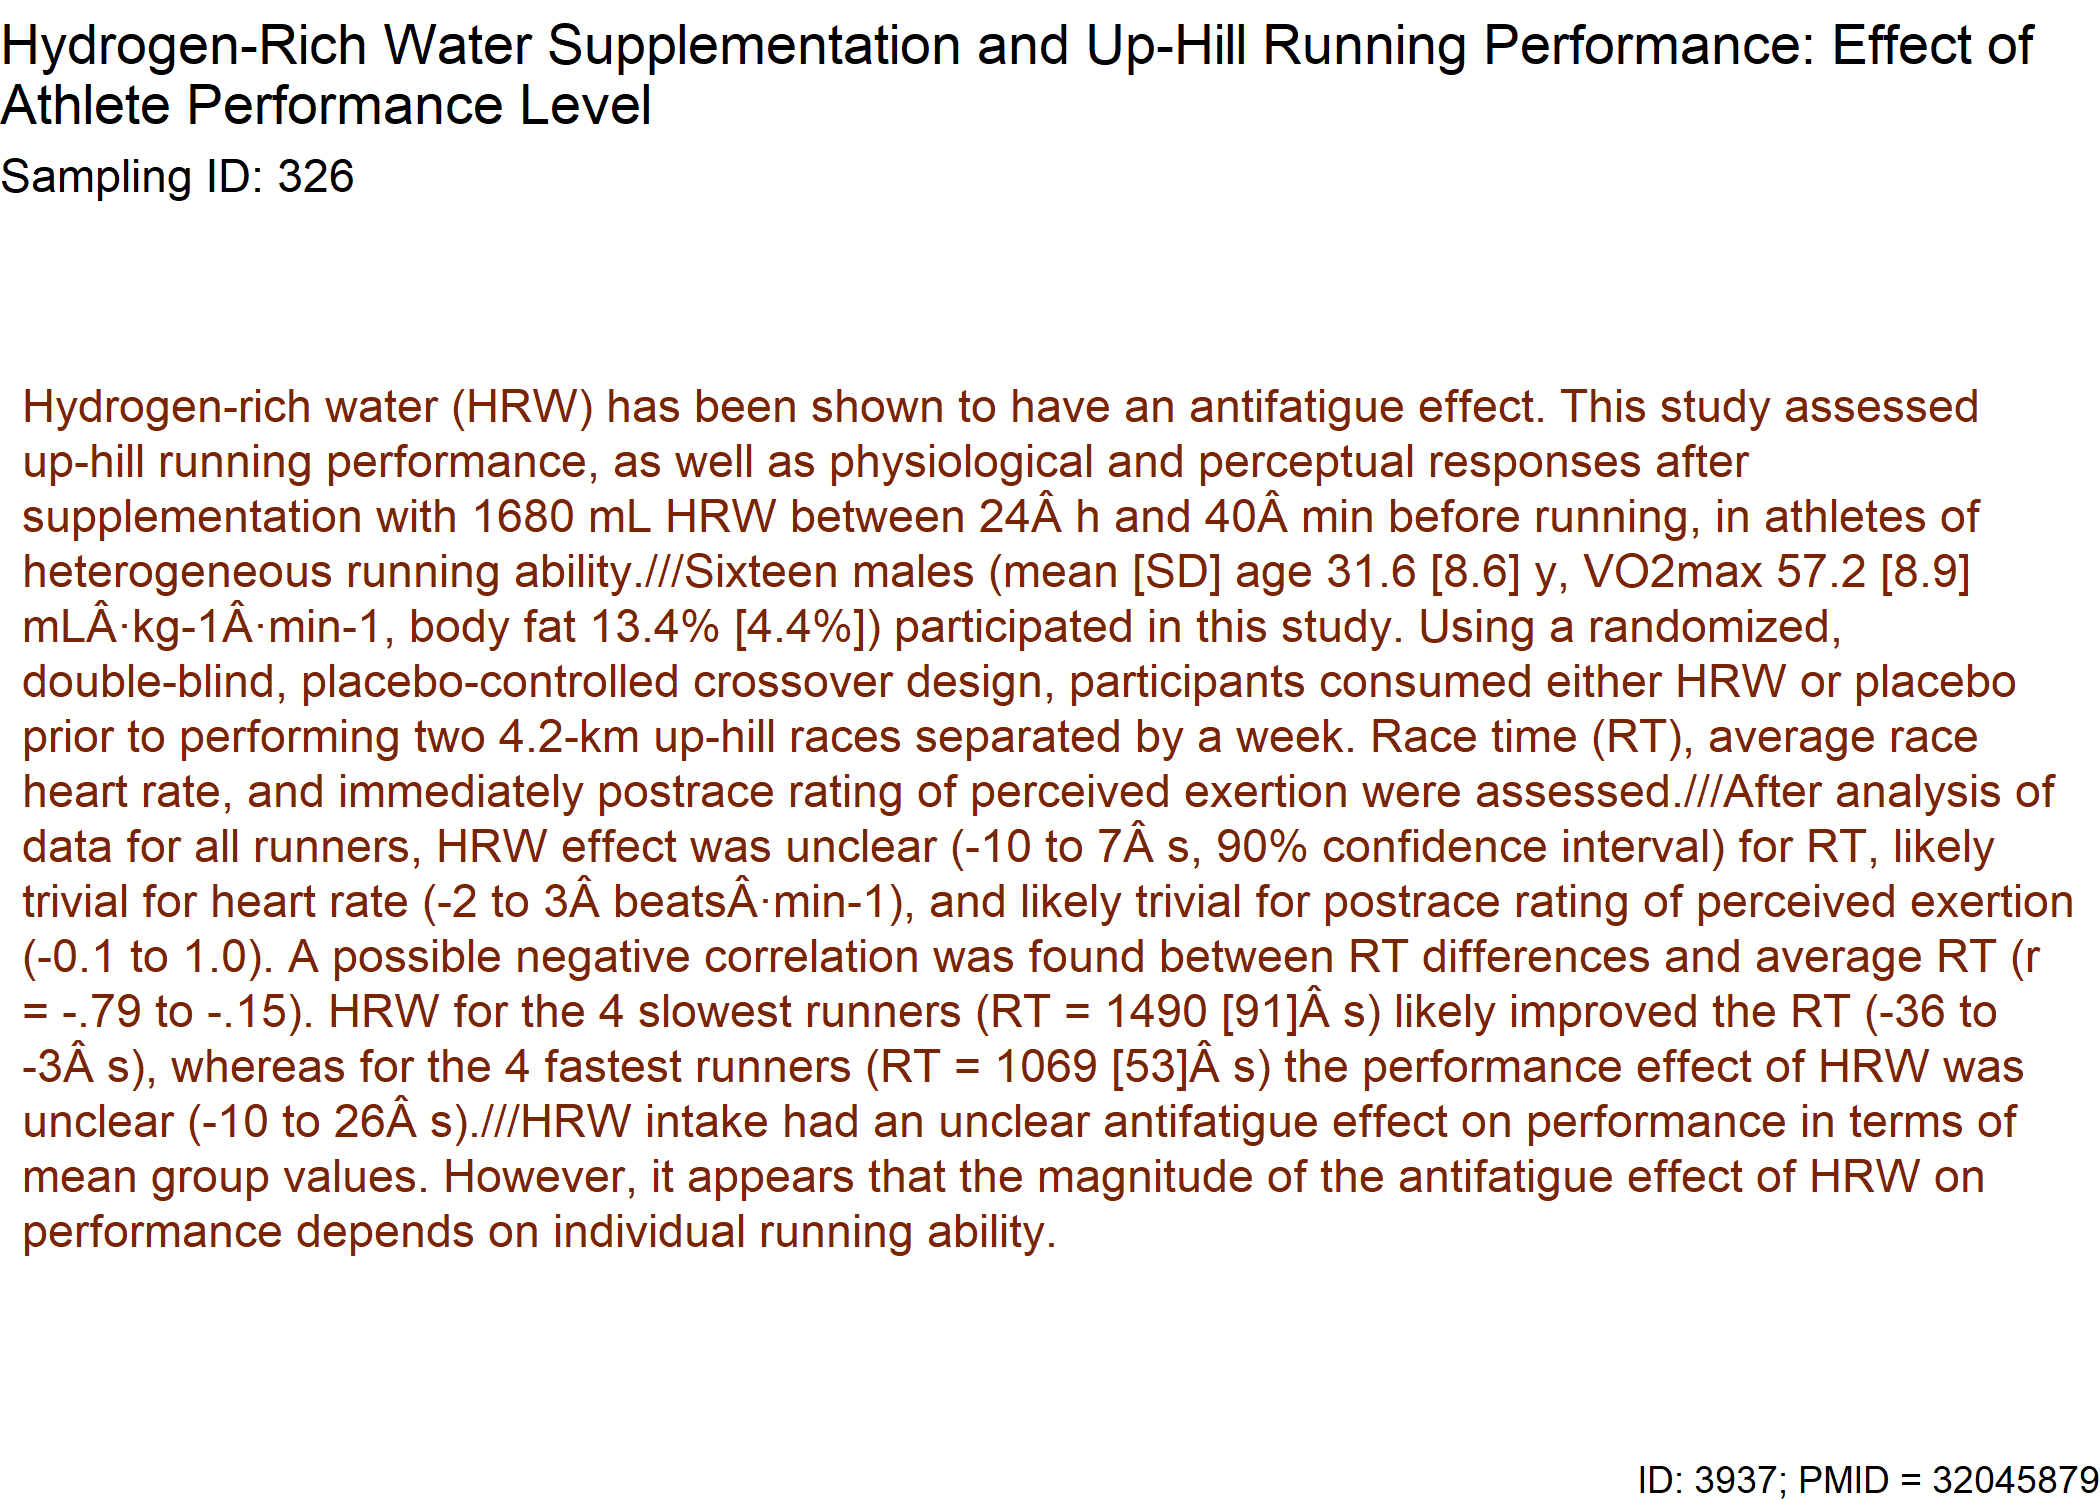 Hydrogen-Rich Water Supplementation and Up-Hill Running Performance: Effect of
Athlete Performance Level
Sampling ID: 326
Hydrogen-rich water (HRW) has been shown to have an antifatigue effect. This study assessed
up-hill running performance, as well as physiological and perceptual responses after
supplementation with 1680 mL HRW between 24Â h and 40Â min before running, in athletes of
heterogeneous running ability.///Sixteen males (mean [SD] age 31.6 [8.6] y, VO2max 57.2 [8.9]
mLÂ·kg-1Â·min-1, body fat 13.4% [4.4%]) participated in this study. Using a randomized,
double-blind, placebo-controlled crossover design, participants consumed either HRW or placebo
prior to performing two 4.2-km up-hill races separated by a week. Race time (RT), average race
heart rate, and immediately postrace rating of perceived exertion were assessed.///After analysis of
data for all runners, HRW effect was unclear (-10 to 7Â s, 90% confidence interval) for RT, likely
trivial for heart rate (-2 to 3Â beatsÂ·min-1), and likely trivial for postrace rating of perceived exertion
(-0.1 to 1.0). A possible negative correlation was found between RT differences and average RT (r
= -.79 to -.15). HRW for the 4 slowest runners (RT = 1490 [91]Â s) likely improved the RT (-36 to
-3Â s), whereas for the 4 fastest runners (RT = 1069 [53]Â s) the performance effect of HRW was
unclear (-10 to 26Â s).///HRW intake had an unclear antifatigue effect on performance in terms of
mean group values. However, it appears that the magnitude of the antifatigue effect of HRW on
performance depends on individual running ability.
ID: 3937; PMID = 32045879